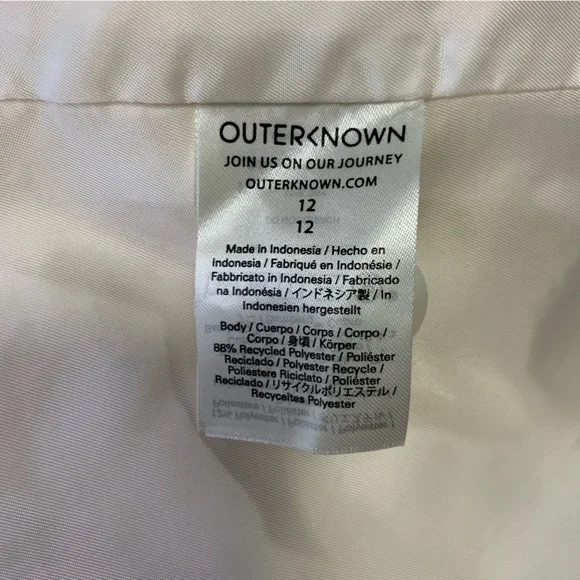 OUTERKNOWN
JOIN US ON OUR JOURNEY
OUTERKNOWN.COM
12
12
Made in Indonesia / Hecho en
Indonesia / Fabriqué en Indonésie /
Fabbricato in Indonesia / Fabricado
na Indonésia / インドネシア製 / In
Indonesien hergestellt
Body / Cuerpo / Corps / Corpo /
Corpo / 身頃 / Körper
88% Recycled Polyester / Poliéster
Reciclado / Polyester Recycle /
Poliestere Riciclato / Poliéster
Reciclado / リサイクルポリエステル /
Recyceltes Polyester